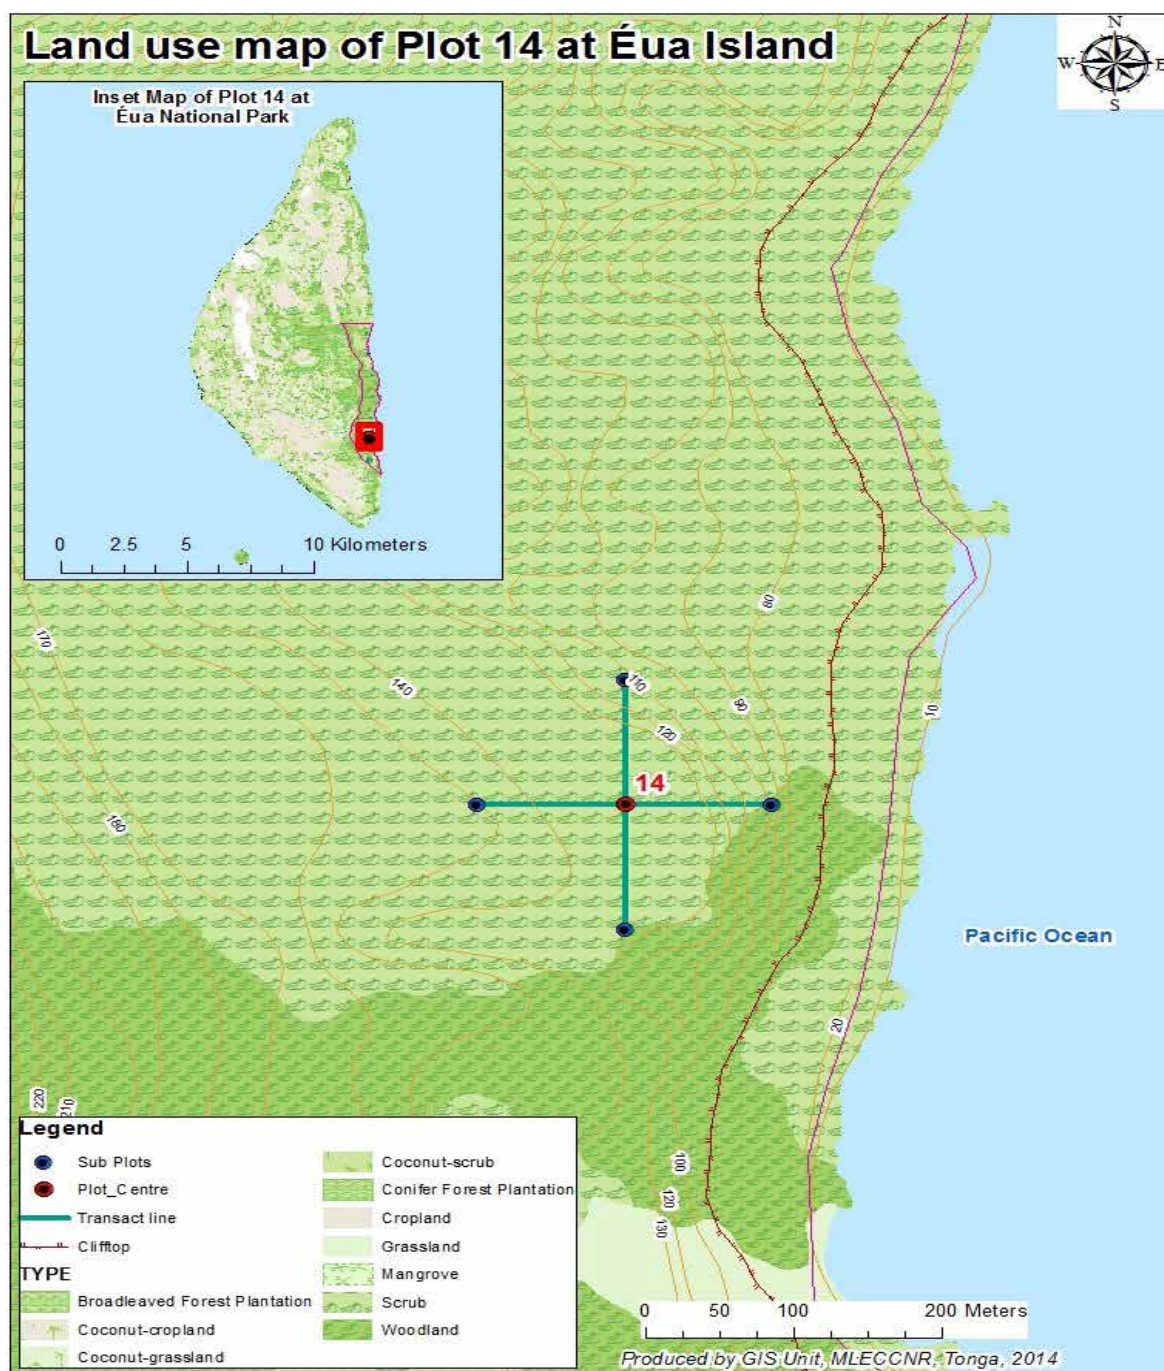 Land use map of Plot 14 at Éua Island
N
W E
S
Inset Map of Plot 14 at
Éua National Park
0 2.5 5 10 Kilometers
170
140
110
80
90
120
10
14
180
Pacific Ocean
20
220
210
100
120
130
Legend
Sub Plots
Plot_Centre
Transact line
Clifftop
TYPE
Broadleaved Forest Plantation
Coconut-cropland
Coconut-grassland
Coconut-scrub
Conifer Forest Plantation
Cropland
Grassland
Mangrove
Scrub
Woodland
0 50 100 200 Meters
Produced by GIS Unit, MLECCNR, Tonga, 2014